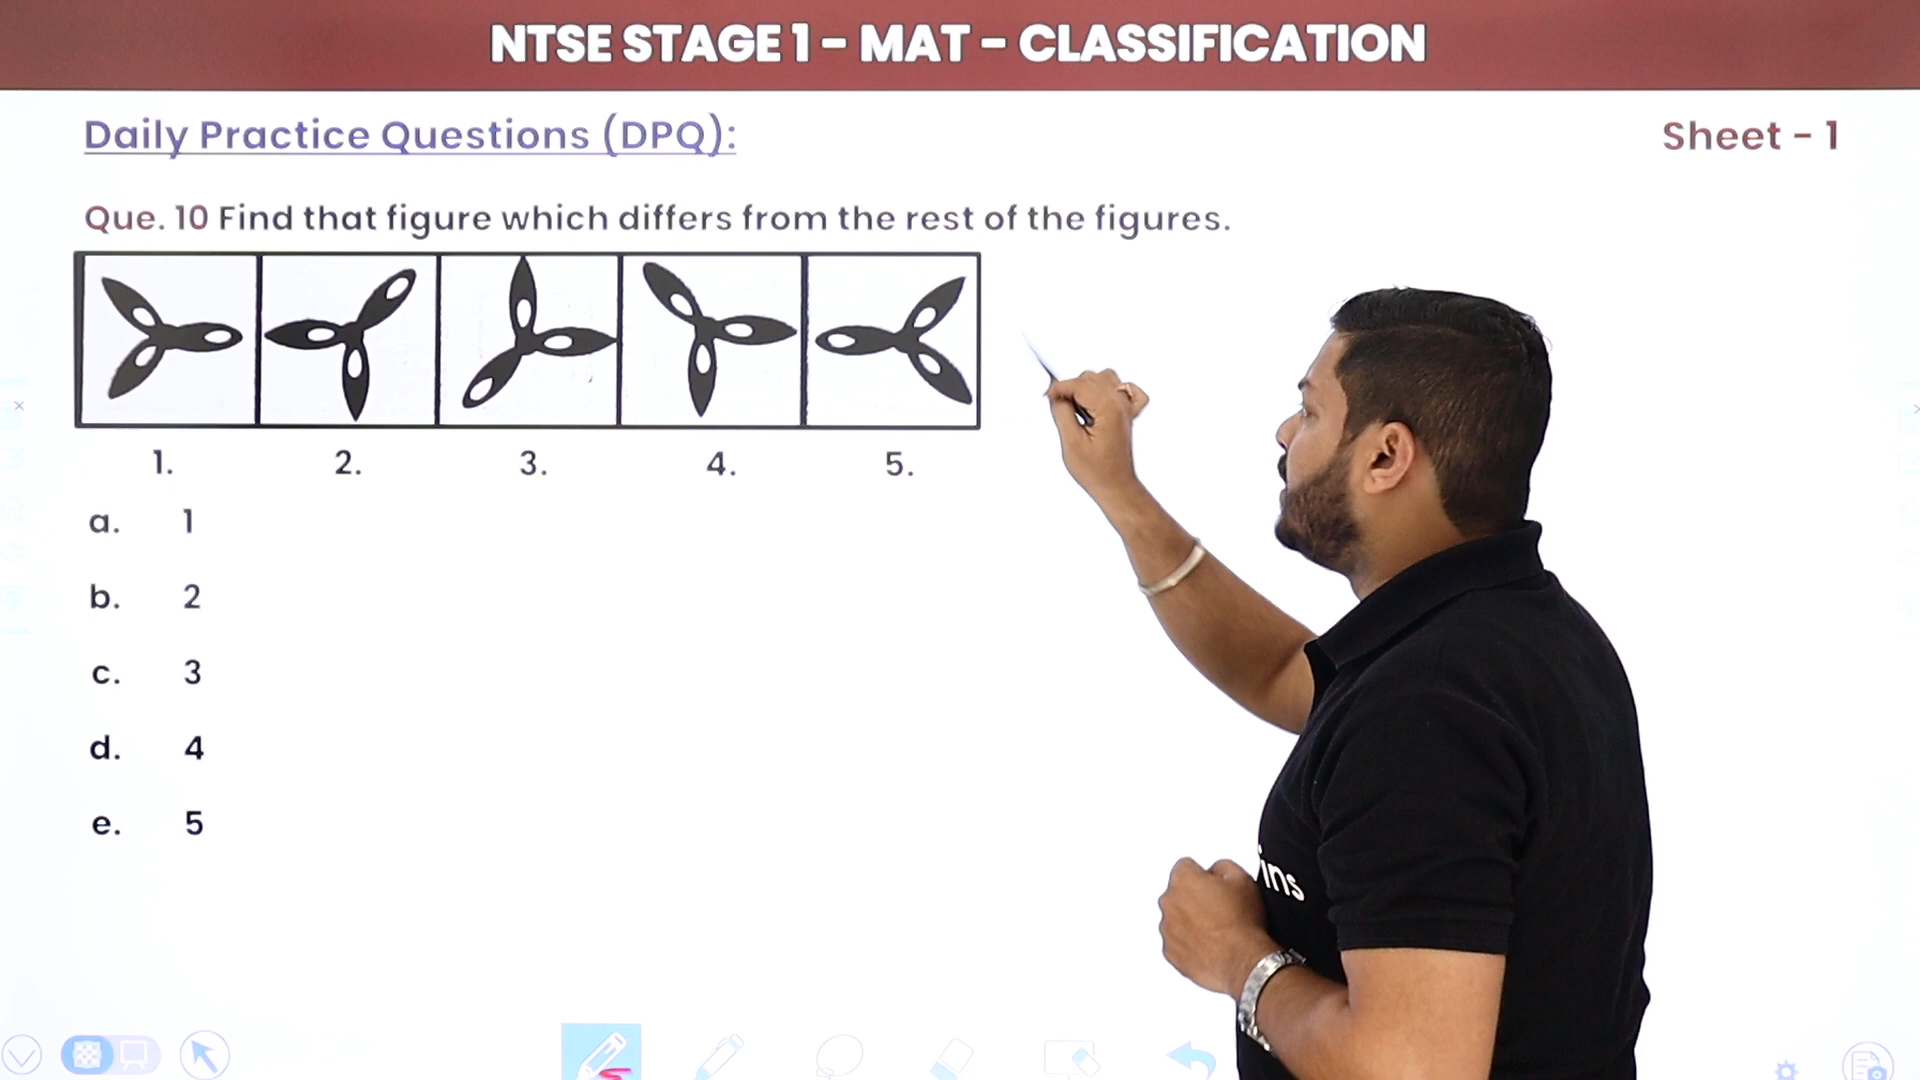 NTSE STAGE 1 - MAT - CLASSIFICATION
Daily Practice Questions (DPQ):
Sheet - 1
Que. 10 Find that figure which differs from the rest of the figures.
1. 2. 3. 4. 5.
a. 1
b. 2
c. 3
d. 4
e. 5
ins